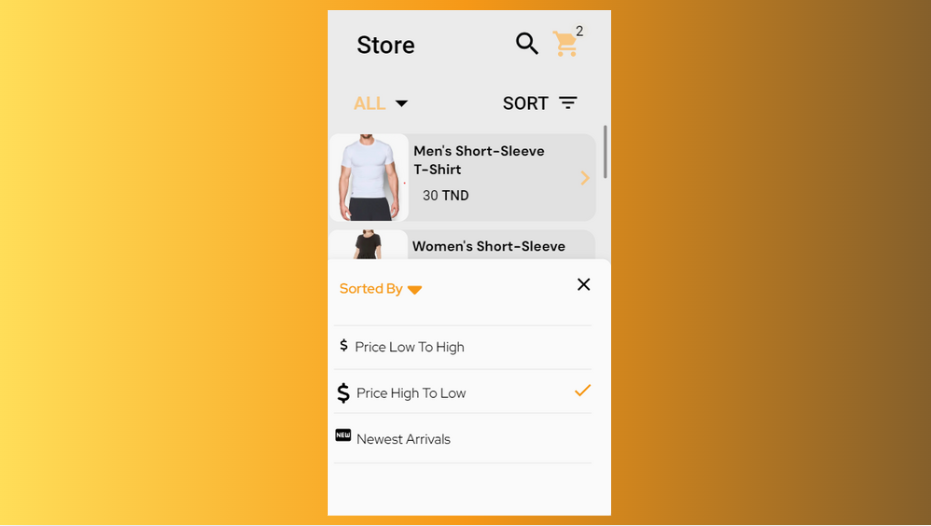 Store
2
ALL
SORT
Men's Short-Sleeve
T-Shirt
30 TND
Women's Short-Sleeve
Sorted By
$ Price Low To High
$ Price High To Low
NEW Newest Arrivals